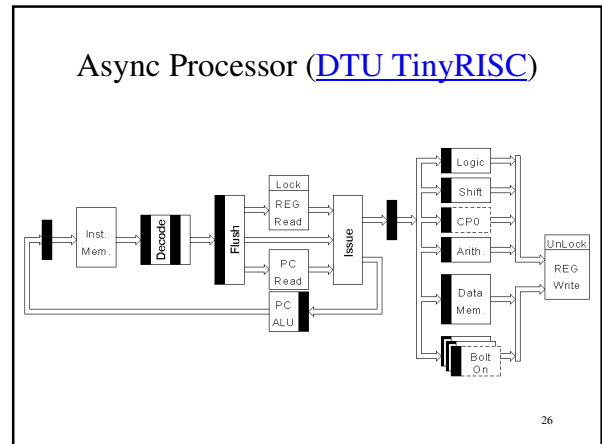 Async Processor (DTU TinyRISC)
Inst.
Mem.
Decode
Flush
Lock
REG
Read
PC
Read
PC
ALU
Issue
Logic
Shift
CP0
Arith.
Data
Mem.
Bolt
On
UnLock
REG
Write
26